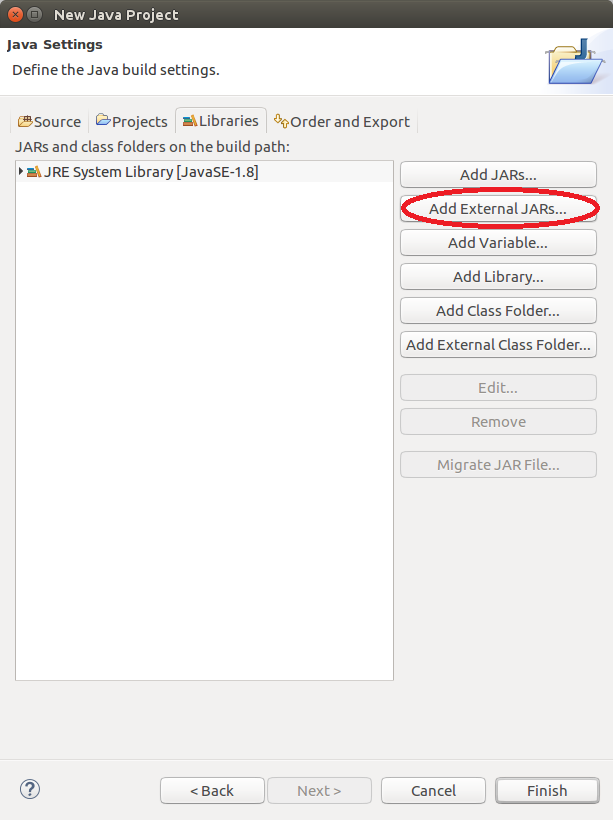 New Java Project
Java Settings
Define the Java build settings.
Source Projects Libraries Order and Export
JARs and class folders on the build path:
JRE System Library [JavaSE-1.8]
Add JARs...
Add External JARs...
Add Variable...
Add Library...
Add Class Folder...
Add External Class Folder...
Edit...
Remove
Migrate JAR File...
? < Back Next > Cancel Finish